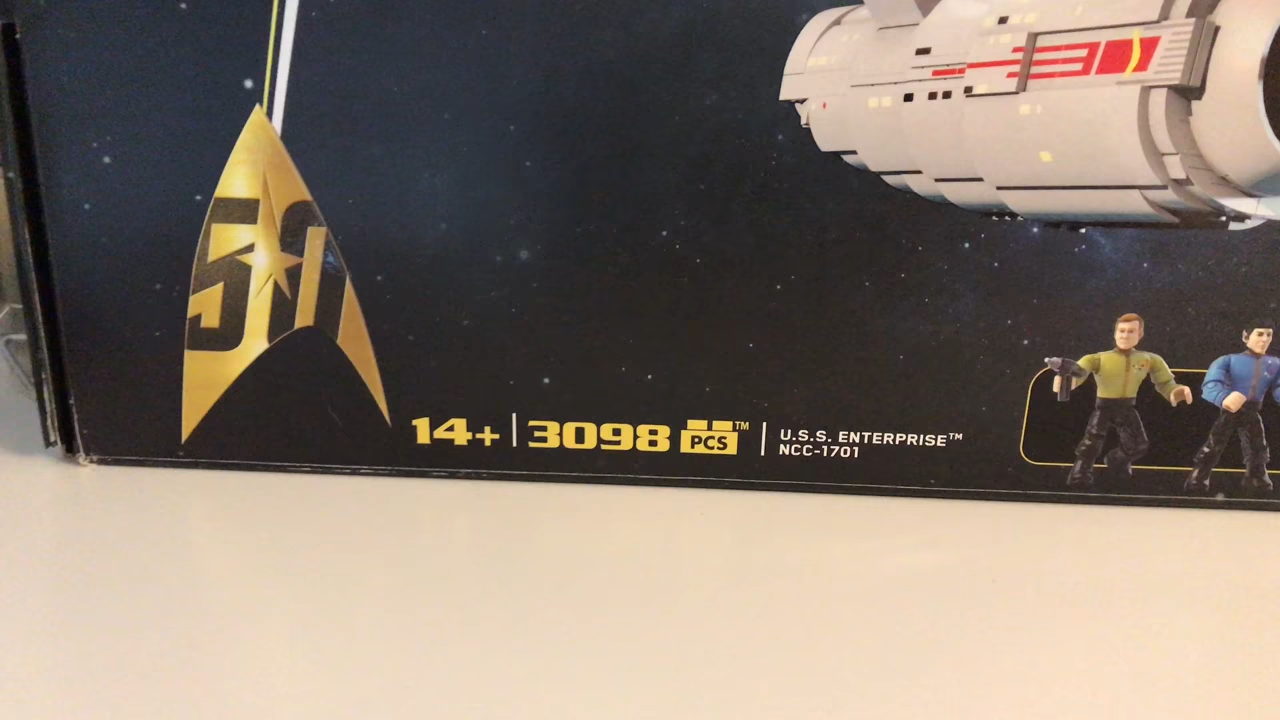 50
14+ | 3098 PCS™ | U.S.S. ENTERPRISE™
NCC-1701